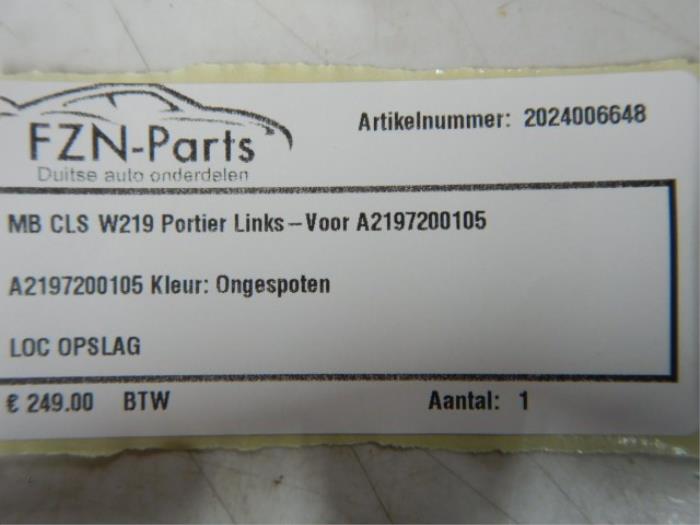 FZN-Parts
Duitse auto onderdelen
Artikelnummer: 2024006648
MB CLS W219 Portier Links-Voor A2197200105
A2197200105 Kleur: Ongespoten
LOC OPSLAG
€ 249.00 BTW Aantal: 1